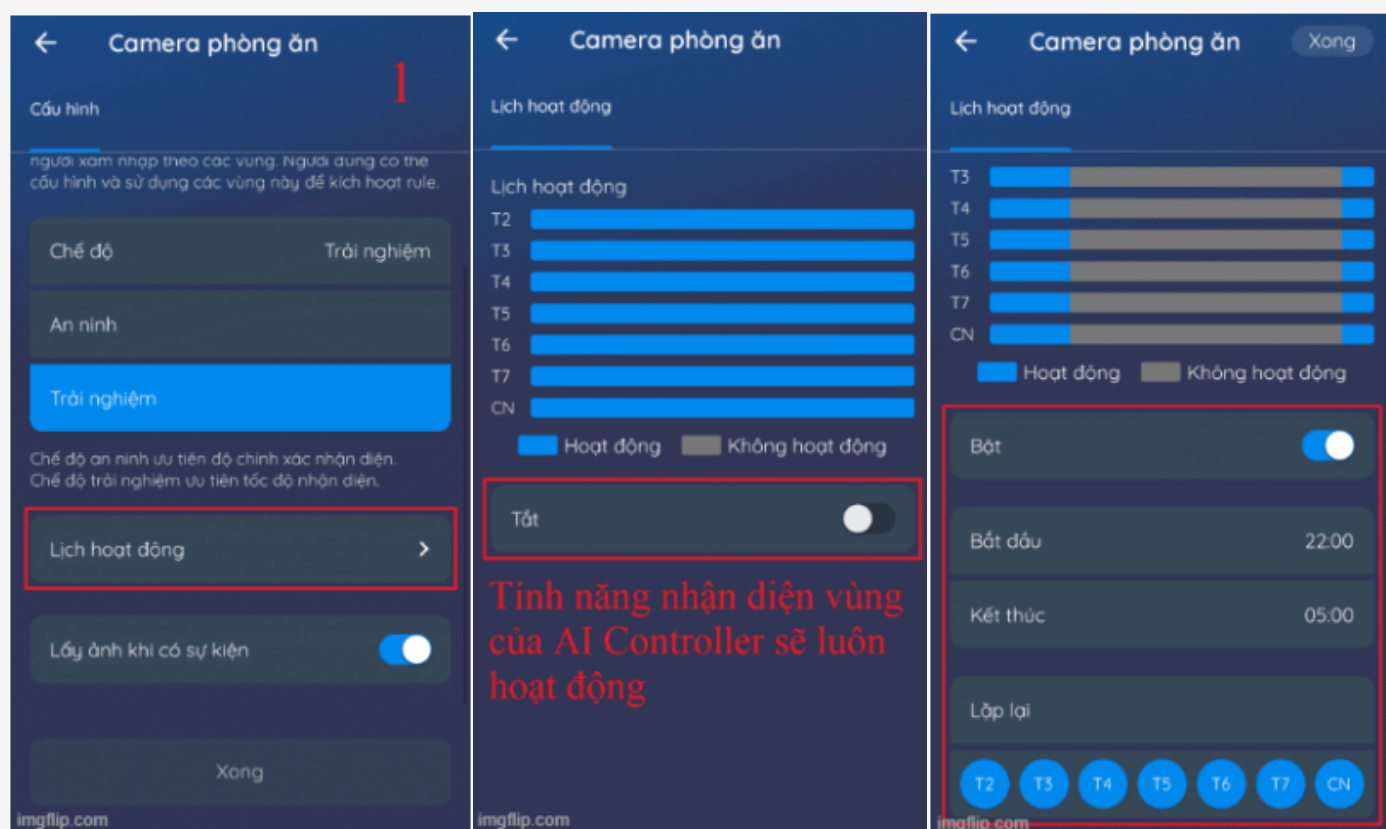 Camera phòng ăn
1
Cấu hình
người xâm nhập theo các vùng. Người dùng có thể
cấu hình và sử dụng các vùng này để kích hoạt rule.
Chế độ Trải nghiệm
An ninh
Trải nghiệm
Chế độ an ninh ưu tiên độ chính xác nhận diện.
Chế độ trải nghiệm ưu tiên tốc độ nhận diện.
Lịch hoạt động
Lấy ảnh khi có sự kiện
Xong
imgflip.com
Camera phòng ăn
Lịch hoạt động
Lịch hoạt động
T2
T3
T4
T5
T6
T7
CN
Hoạt động Không hoạt động
Tắt
Tính năng nhận diện vùng
của AI Controller sẽ luôn
hoạt động
imgflip.com
Camera phòng ăn Xong
Lịch hoạt động
T3
T4
T5
T6
T7
CN
Hoạt động Không hoạt động
Bật
Bắt đầu 22:00
Kết thúc 05:00
Lặp lại
T2 T3 T4 T5 T6 T7 CN
imgflip.com